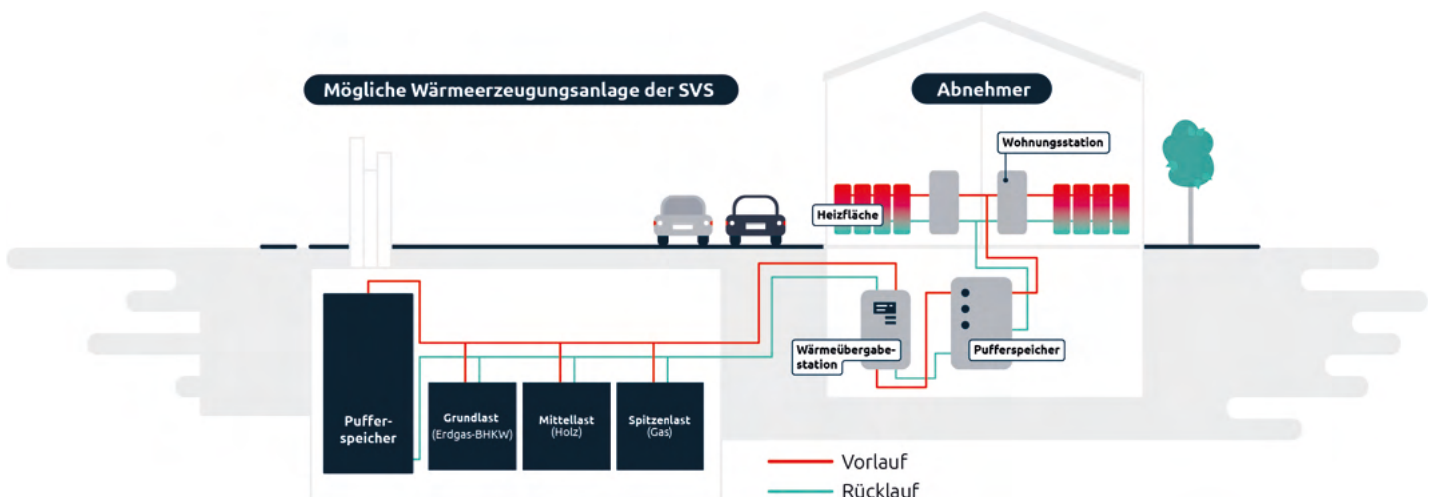 Mögliche Wärmeerzeugungsanlage der SVS
Abnehmer
Wohnungsstation
Heizfläche
Wärmeübergabe-
station
Pufferspeicher
Puffer-
speicher
Grundlast
(Erdgas-BHKW)
Mittellast
(Holz)
Spitzenlast
(Gas)
Vorlauf
Rücklauf